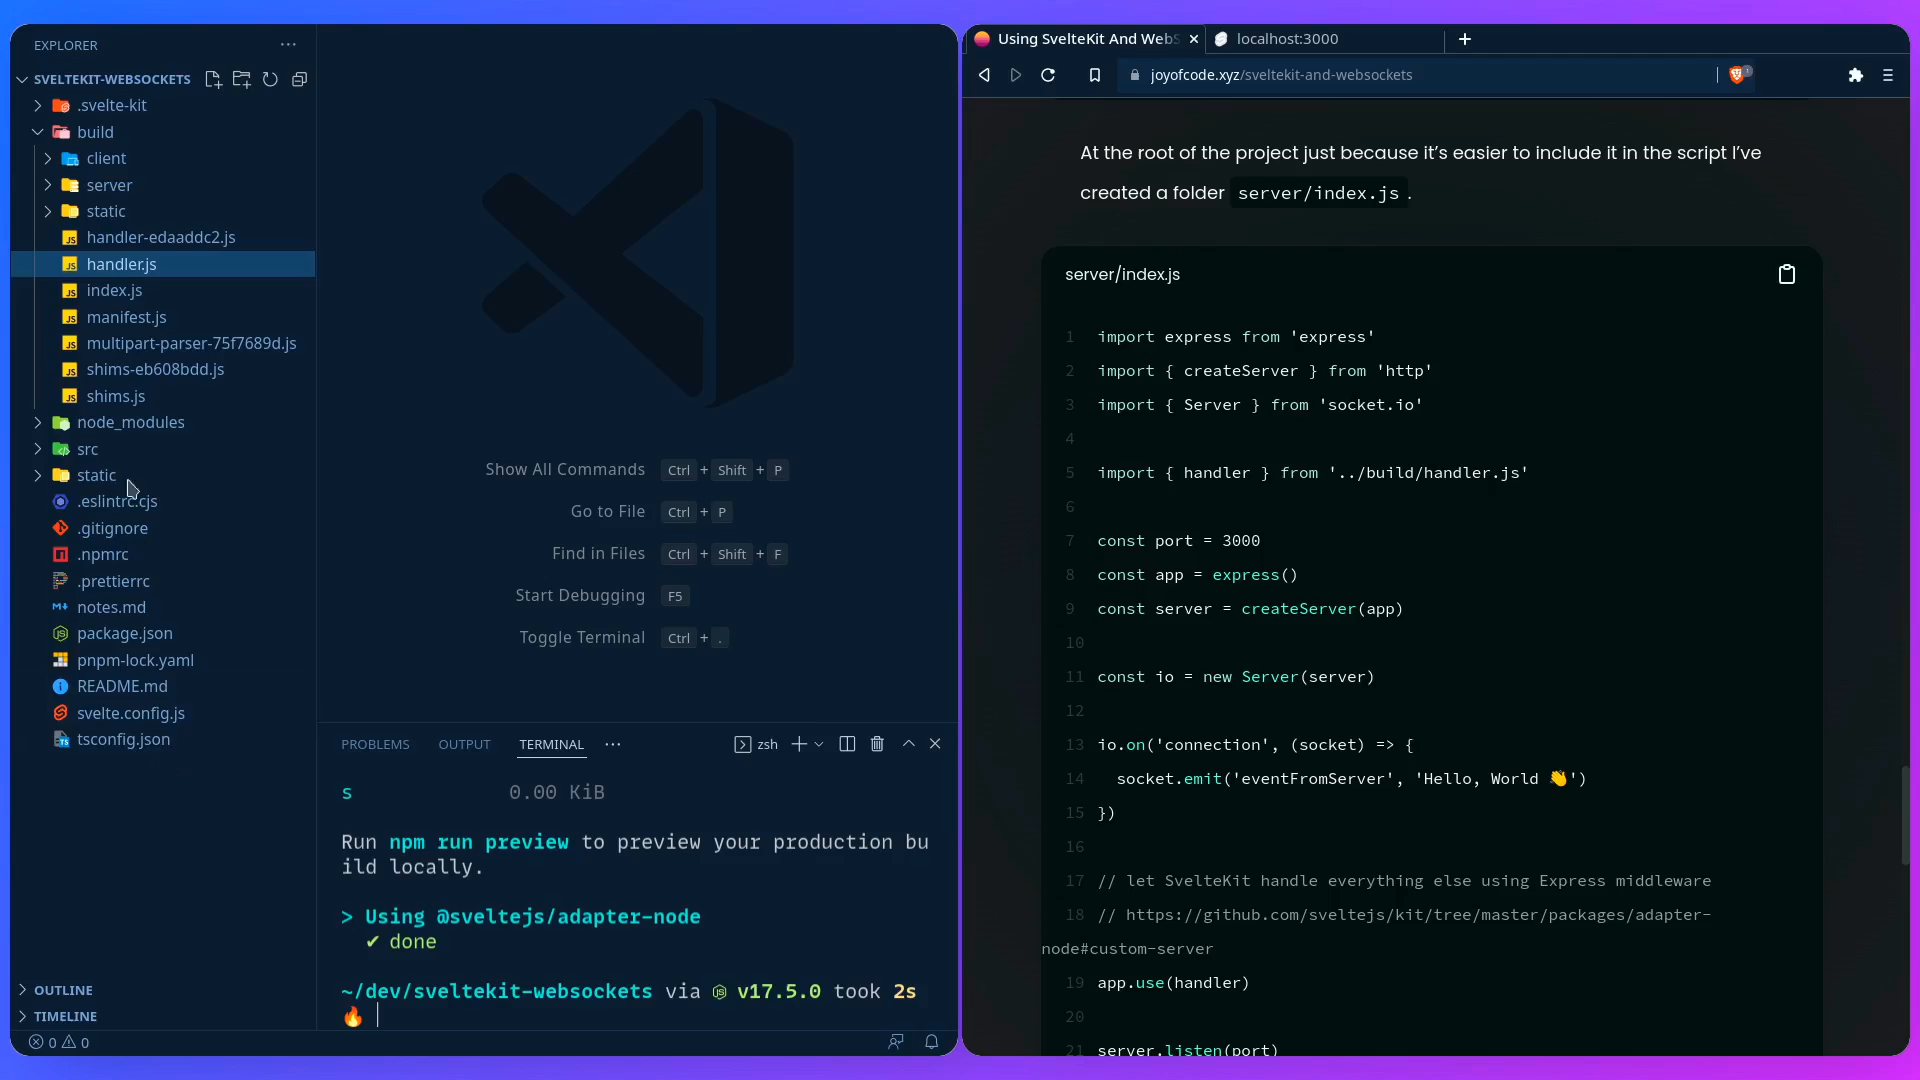 EXPLORER
SVELTEKIT-WEBSOCKETS
.svelte-kit
build
client
server
static
handler-edaaddc2.js
handler.js
index.js
manifest.js
multipart-parser-75f7689d.js
shims-eb608bdd.js
shims.js
node_modules
src
static
.eslintrc.cjs
.gitignore
.npmrc
.prettierrc
notes.md
package.json
pnpm-lock.yaml
README.md
svelte.config.js
tsconfig.json
OUTLINE
TIMELINE
0 0
Show All Commands Ctrl + Shift + P
Go to File Ctrl + P
Find in Files Ctrl + Shift + F
Start Debugging F5
Toggle Terminal Ctrl + .
PROBLEMS OUTPUT TERMINAL zsh
s 0.00 KiB
Run npm run preview to preview your production bu
ild locally.
> Using @sveltejs/adapter-node
✔ done
~/dev/sveltekit-websockets via v17.5.0 took 2s
🔥
Using SvelteKit And WebS localhost:3000
joyofcode.xyz/sveltekit-and-websockets
At the root of the project just because it’s easier to include it in the script I’ve
created a folder server/index.js .
server/index.js
1 import express from 'express'
2 import { createServer } from 'http'
3 import { Server } from 'socket.io'
4
5 import { handler } from '../build/handler.js'
6
7 const port = 3000
8 const app = express()
9 const server = createServer(app)
10
11 const io = new Server(server)
12
13 io.on('connection', (socket) => {
14 socket.emit('eventFromServer', 'Hello, World 👋')
15 })
16
17 // let SvelteKit handle everything else using Express middleware
18 // https://github.com/sveltejs/kit/tree/master/packages/adapter-
node#custom-server
19 app.use(handler)
20
21 server.listen(port)